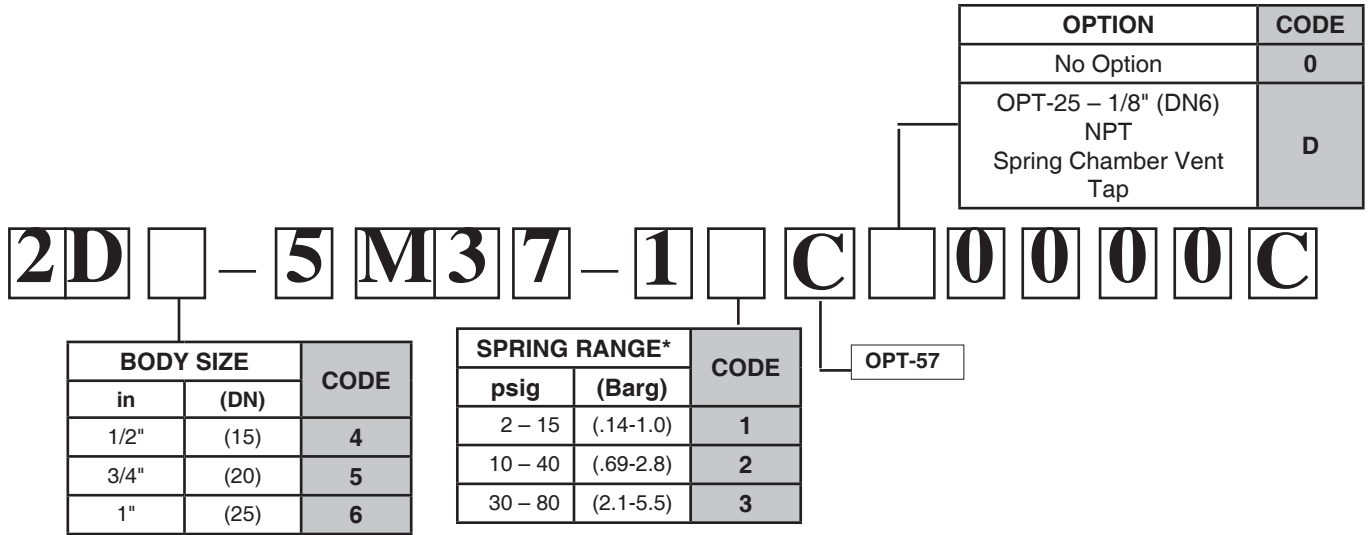 OPTION CODE
No Option 0
OPT-25 – 1/8" (DN6)
NPT
Spring Chamber Vent
Tap
D
2D – 5 M37 – 1 C 0 0 0 0 C
BODY SIZE CODE
in (DN)
1/2" (15) 4
3/4" (20) 5
1" (25) 6
SPRING RANGE* CODE
psig (Barg)
2 – 15 (.14-1.0) 1
10 – 40 (.69-2.8) 2
30 – 80 (2.1-5.5) 3
OPT-57